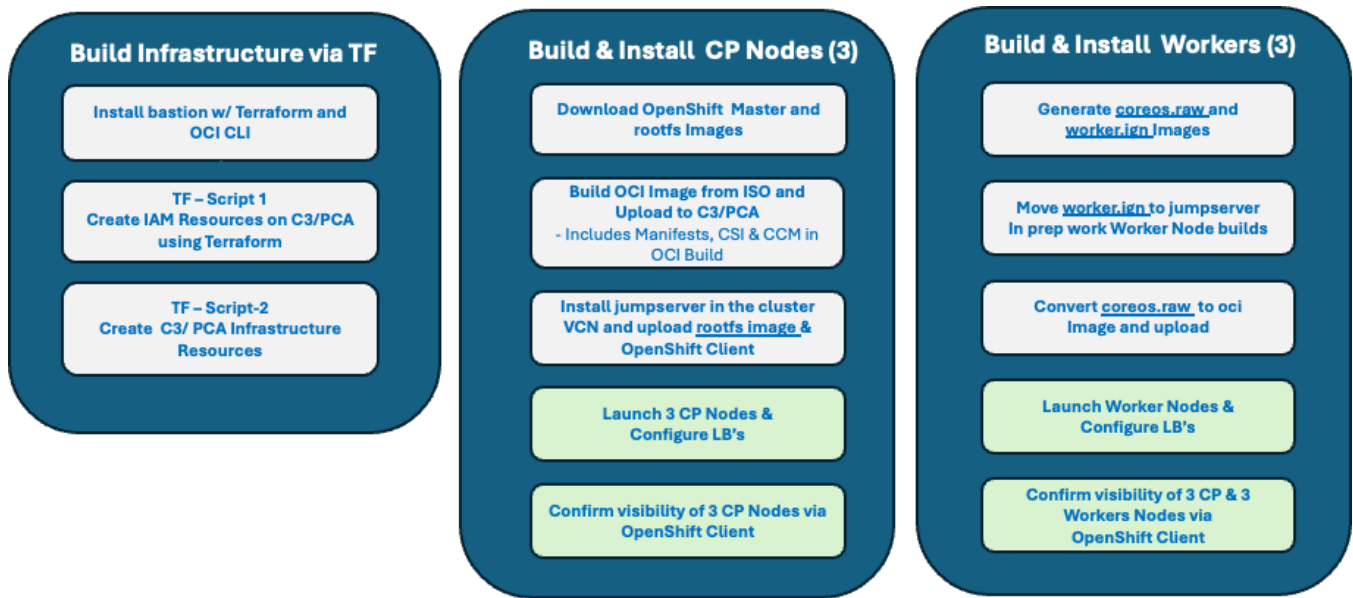 Build Infrastructure via TF
Install bastion w/ Terraform and
OCI CLI
TF – Script 1
Create IAM Resources on C3/PCA
using Terraform
TF – Script-2
Create C3/ PCA Infrastructure
Resources
Build & Install CP Nodes (3)
Download OpenShift Master and
rootfs Images
Build OCI Image from ISO and
Upload to C3/PCA
- Includes Manifests, CSI & CCM in
OCI Build
Install jumpserver in the cluster
VCN and upload rootfs image &
OpenShift Client
Launch 3 CP Nodes &
Configure LB's
Confirm visibility of 3 CP Nodes via
OpenShift Client
Build & Install Workers (3)
Generate coreos.raw and
worker.ign Images
Move worker.ign to jumpserver
In prep work Worker Node builds
Convert coreos.raw to oci
Image and upload
Launch Worker Nodes &
Configure LB's
Confirm visibility of 3 CP & 3
Workers Nodes via
OpenShift Client